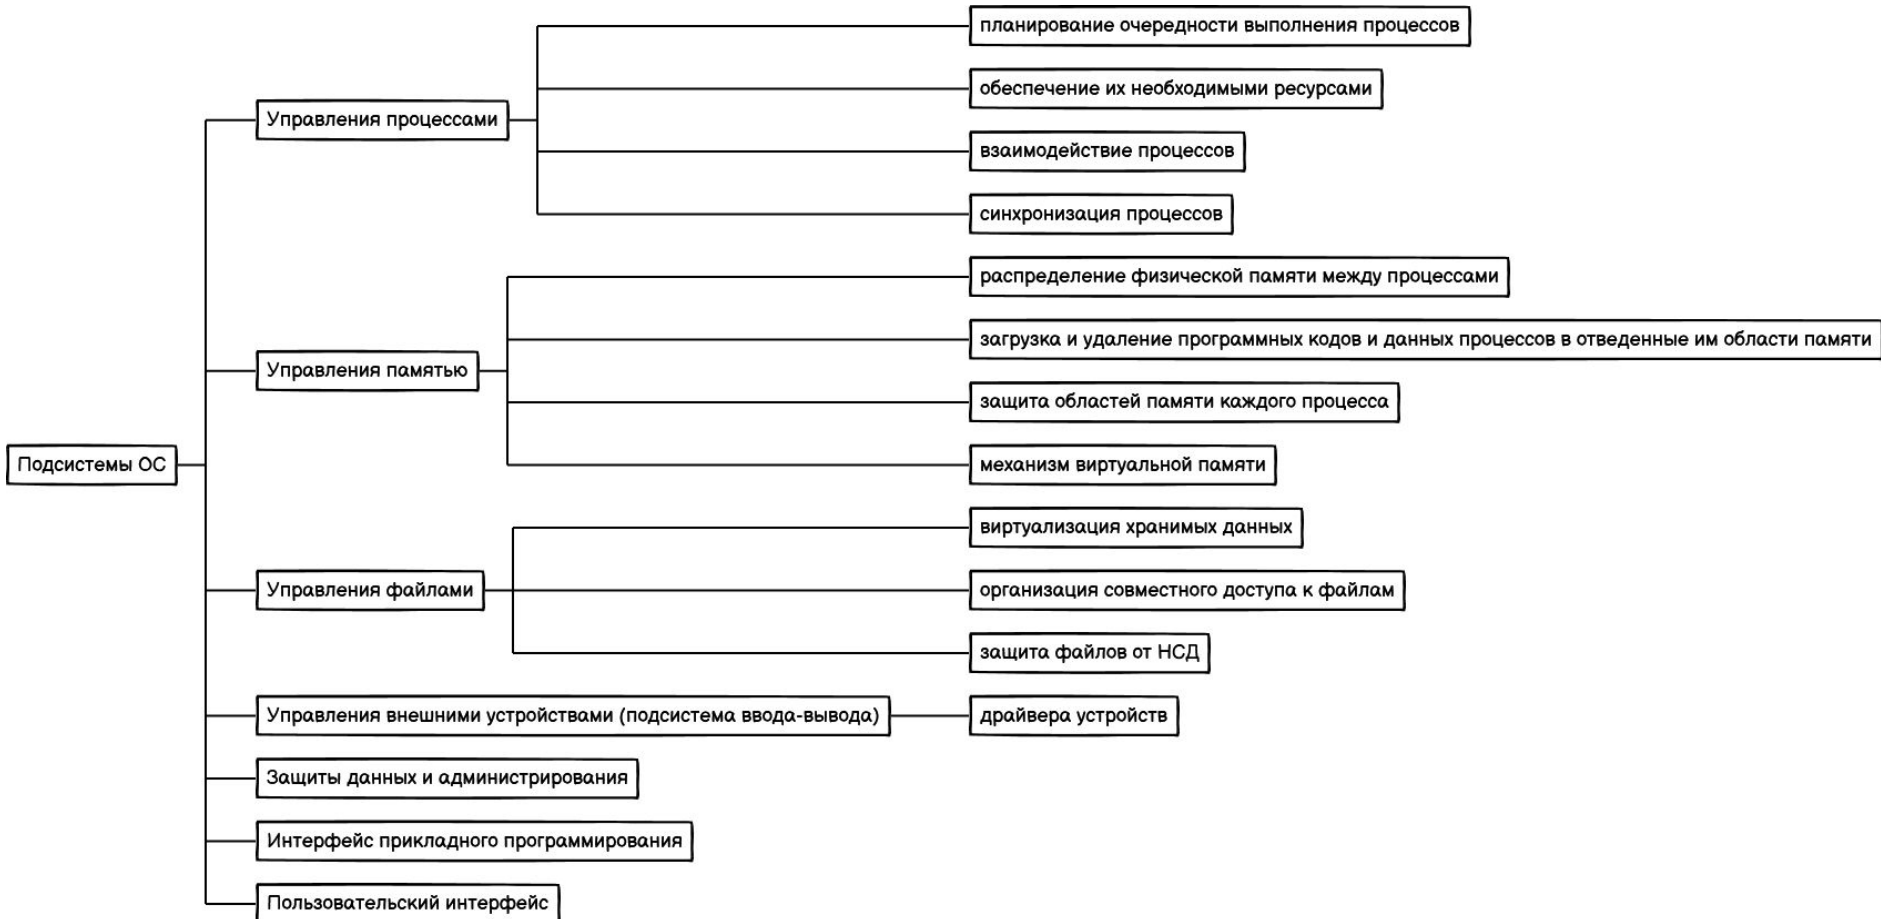 Подсистемы ОС
Управления процессами
планирование очередности выполнения процессов
обеспечение их необходимыми ресурсами
взаимодействие процессов
синхронизация процессов
Управления памятью
распределение физической памяти между процессами
загрузка и удаление программных кодов и данных процессов в отведенные им области памяти
защита областей памяти каждого процесса
механизм виртуальной памяти
Управления файлами
виртуализация хранимых данных
организация совместного доступа к файлам
защита файлов от НСД
Управления внешними устройствами (подсистема ввода-вывода)
драйвера устройств
Защиты данных и администрирования
Интерфейс прикладного программирования
Пользовательский интерфейс